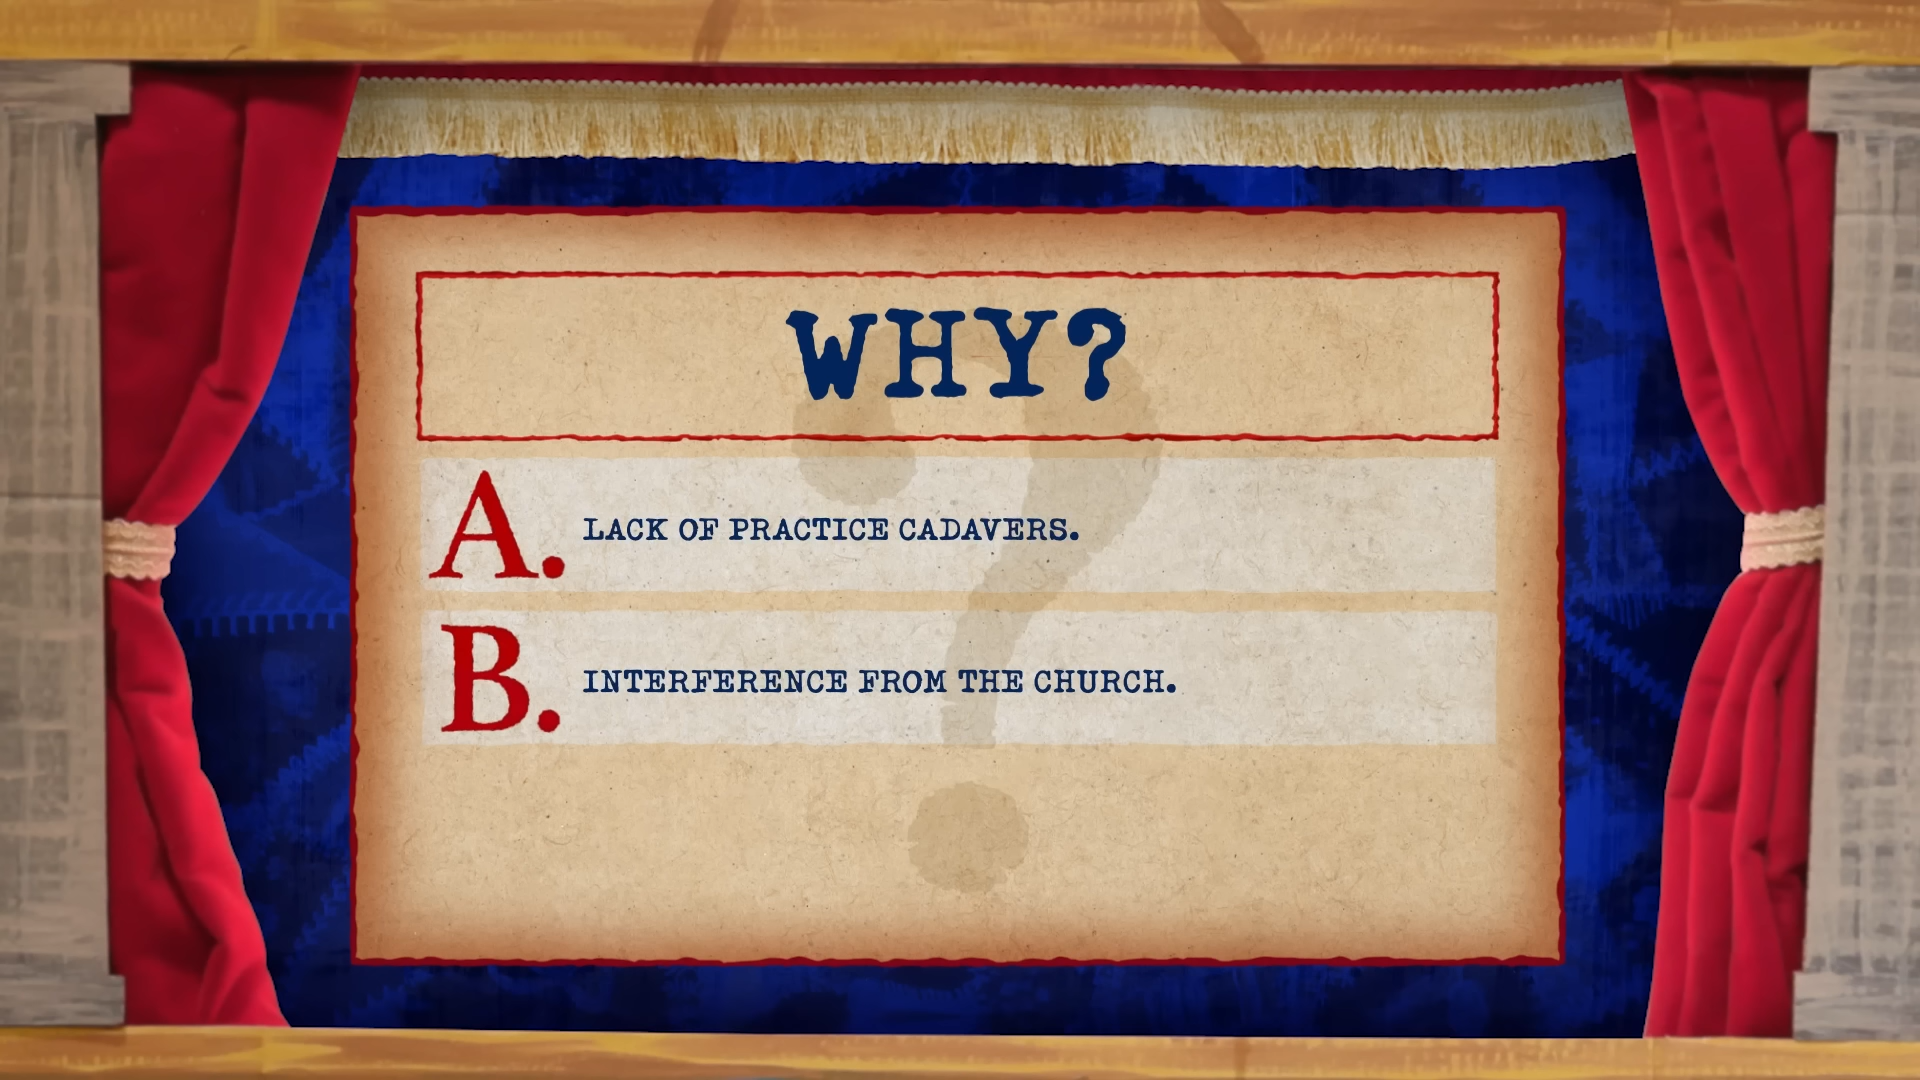 WHY?
A. LACK OF PRACTICE CADAVERS.
B. INTERFERENCE FROM THE CHURCH.